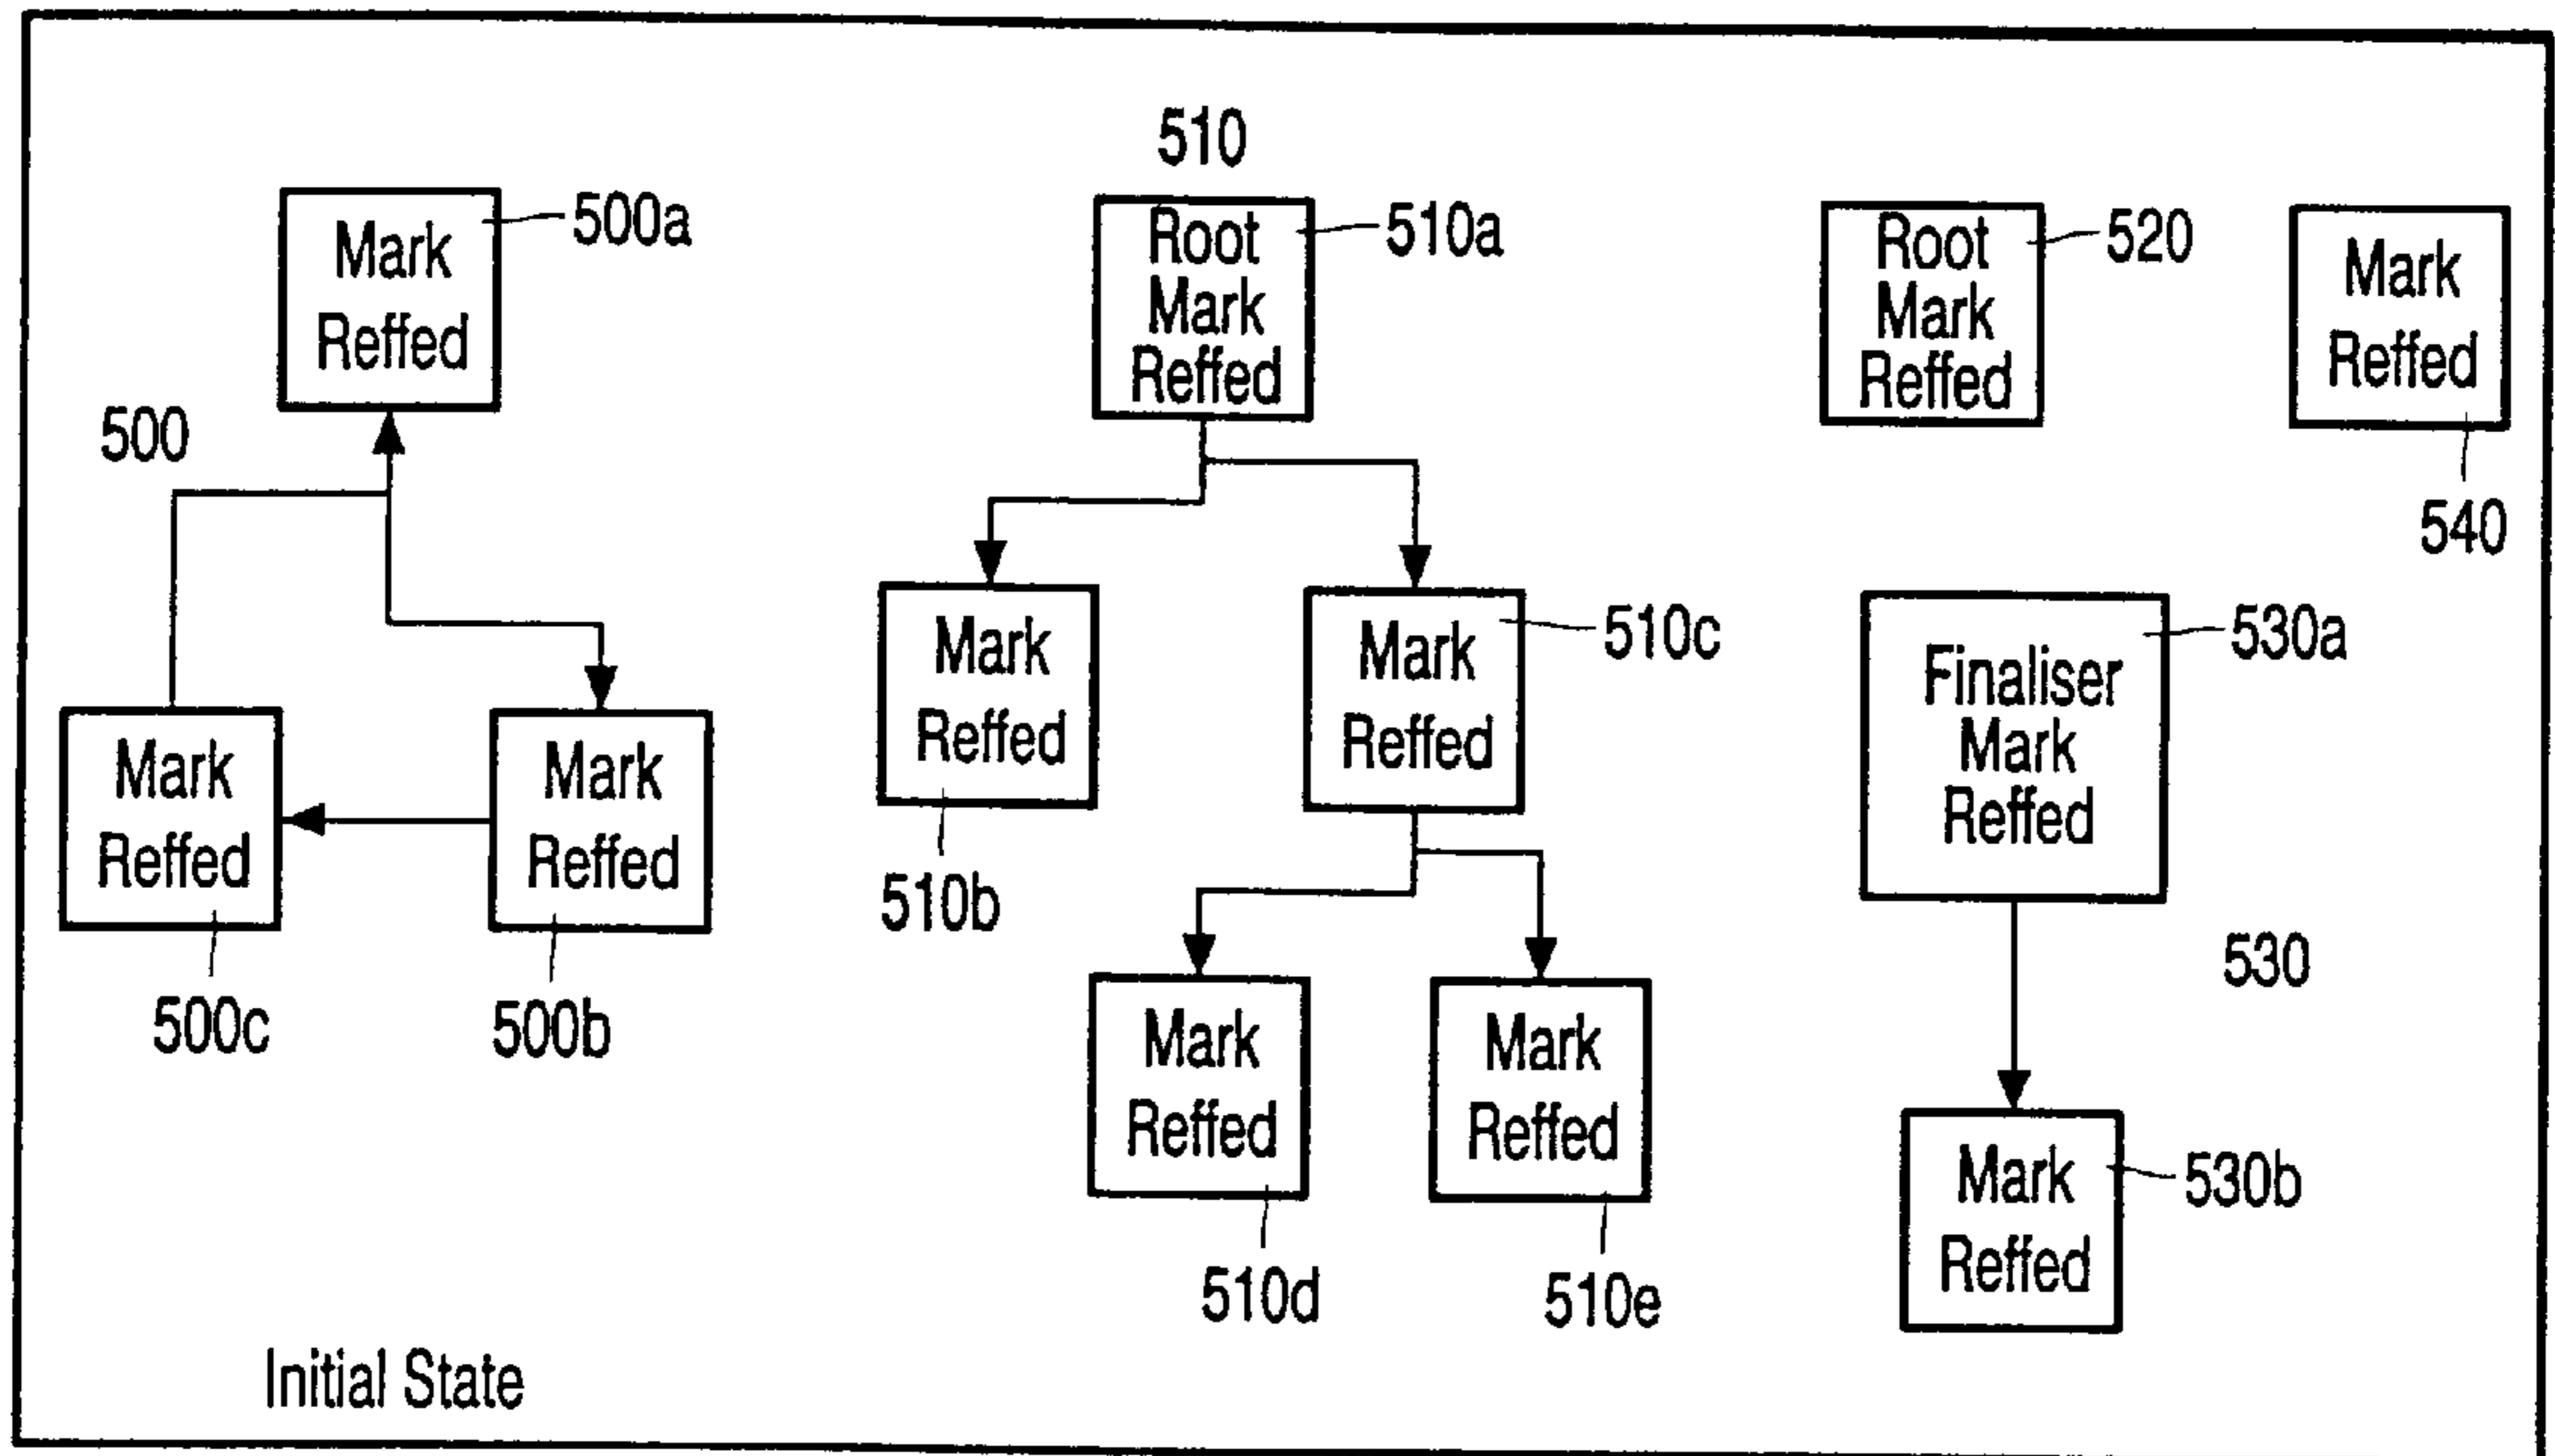 510
Mark
Reffed
500a
Root
Mark
Reffed
510a
Root
Mark
Reffed
520
Mark
Reffed
540
500
Mark
Reffed
500c
Mark
Reffed
500b
Mark
Reffed
510b
Mark
Reffed
510c
Finaliser
Mark
Reffed
530a
530
Mark
Reffed
510d
Mark
Reffed
510e
Mark
Reffed
530b
Initial State